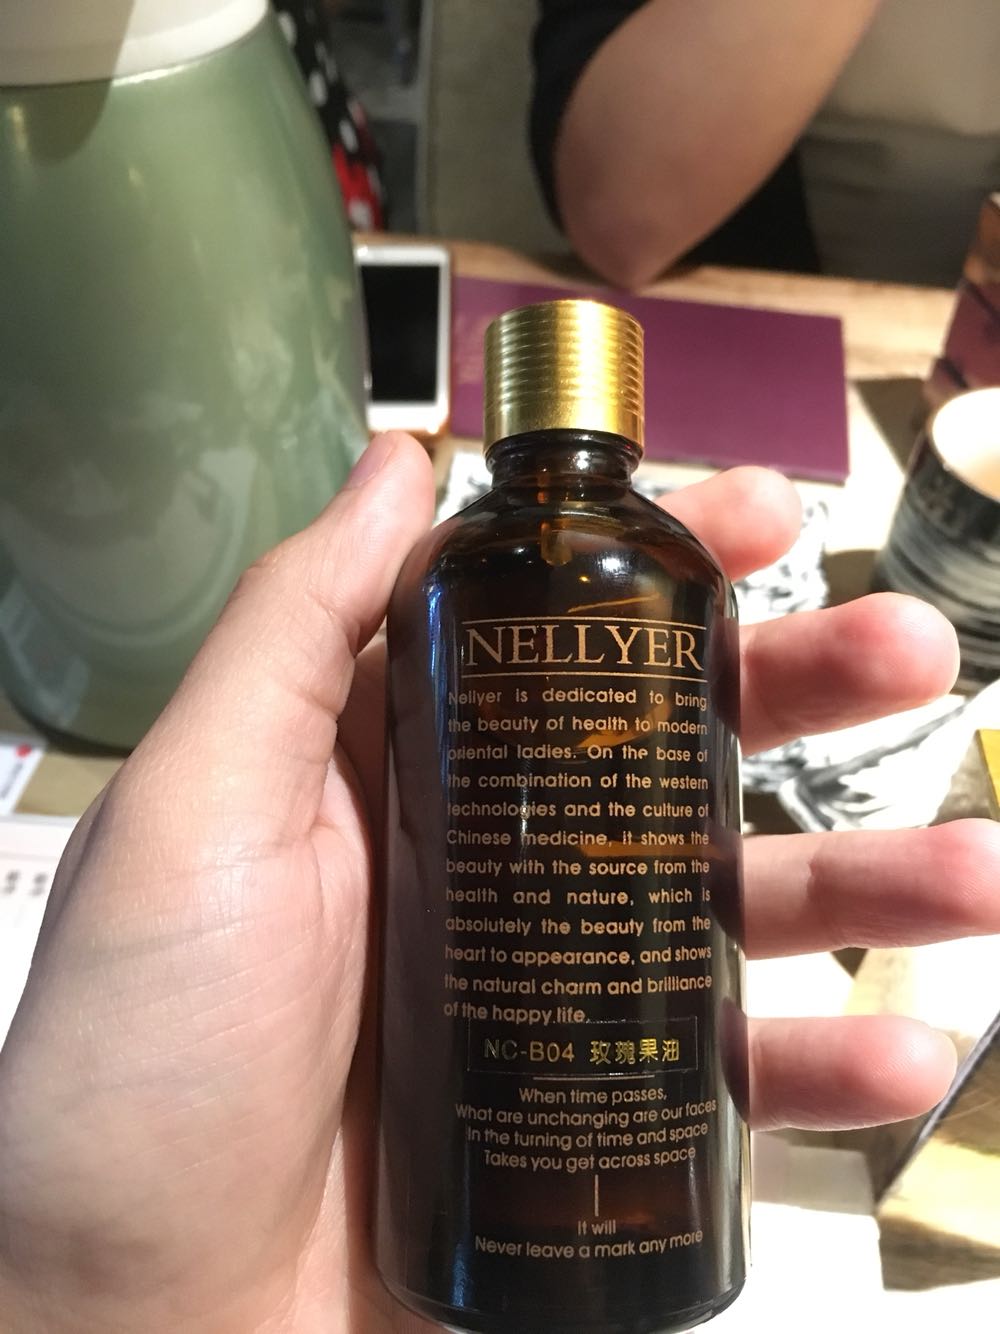 NELLYER
Nellyer is dedicated to bring
the beauty of health to modern
oriental ladies. On the base of
the combination of the western
technologies and the culture of
Chinese medicine, it shows the
beauty with the source from the
health and nature, which is
absolutely the beauty from the
heart to appearance, and shows
the natural charm and brilliance
of the happy life.
NC-B04 玫瑰果油
When time passes,
What are unchanging are our faces
In the turning of time and space
Takes you get across space
It will
Never leave a mark any more